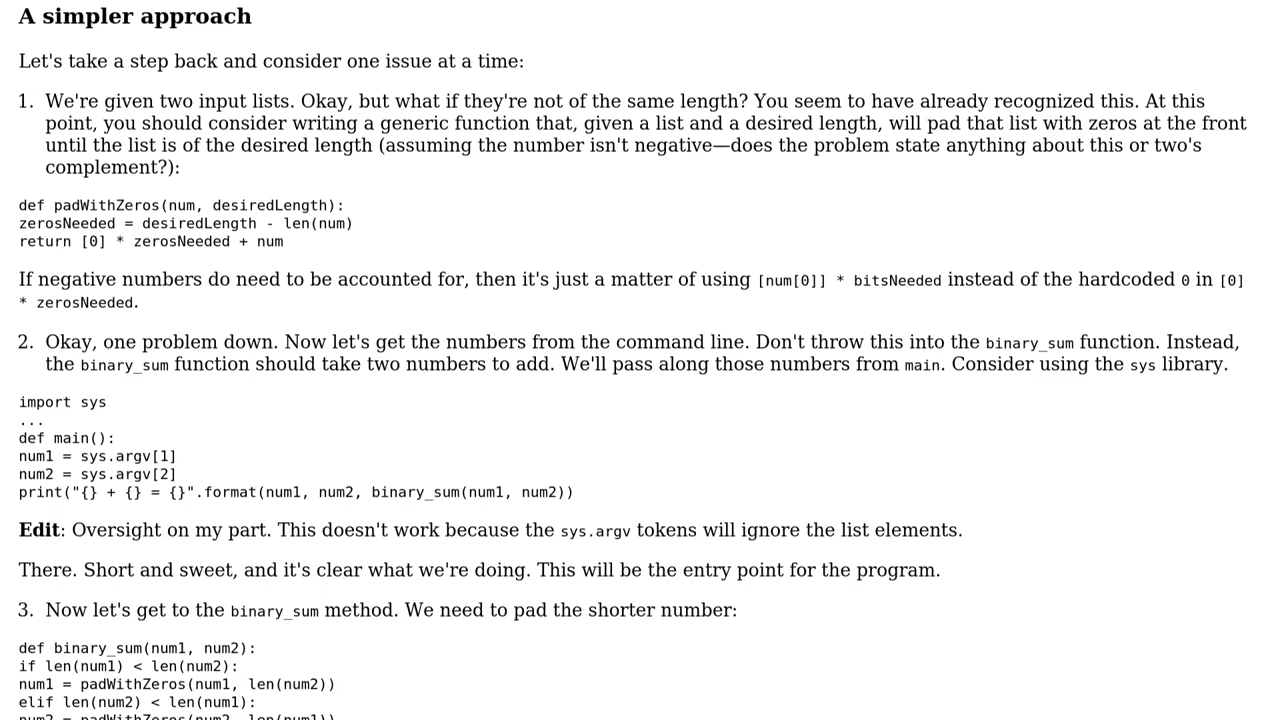 A simpler approach
Let's take a step back and consider one issue at a time:
1. We're given two input lists. Okay, but what if they're not of the same length? You seem to have already recognized this. At this
point, you should consider writing a generic function that, given a list and a desired length, will pad that list with zeros at the front
until the list is of the desired length (assuming the number isn't negative—does the problem state anything about this or two's
complement?):
def padWithZeros(num, desiredLength):
zerosNeeded = desiredLength - len(num)
return [0] * zerosNeeded + num
If negative numbers do need to be accounted for, then it's just a matter of using [num[0]] * bitsNeeded instead of the hardcoded 0 in [0]
* zerosNeeded.
2. Okay, one problem down. Now let's get the numbers from the command line. Don't throw this into the binary_sum function. Instead,
the binary_sum function should take two numbers to add. We'll pass along those numbers from main. Consider using the sys library.
import sys
...
def main():
num1 = sys.argv[1]
num2 = sys.argv[2]
print("{} + {} = {}".format(num1, num2, binary_sum(num1, num2))
Edit: Oversight on my part. This doesn't work because the sys.argv tokens will ignore the list elements.
There. Short and sweet, and it's clear what we're doing. This will be the entry point for the program.
3. Now let's get to the binary_sum method. We need to pad the shorter number:
def binary_sum(num1, num2):
if len(num1) < len(num2):
num1 = padWithZeros(num1, len(num2))
elif len(num2) < len(num1):
num2 = padWithZeros(num2, len(num1))